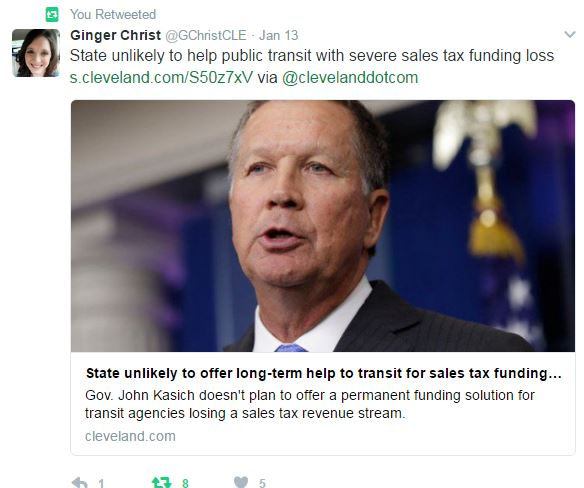 You Retweeted
Ginger Christ @GChristCLE · Jan 13
State unlikely to help public transit with severe sales tax funding loss
s.cleveland.com/S50z7xV via @clevelanddotcom
State unlikely to offer long-term help to transit for sales tax funding...
Gov. John Kasich doesn't plan to offer a permanent funding solution for
transit agencies losing a sales tax revenue stream.
cleveland.com
1 8 5